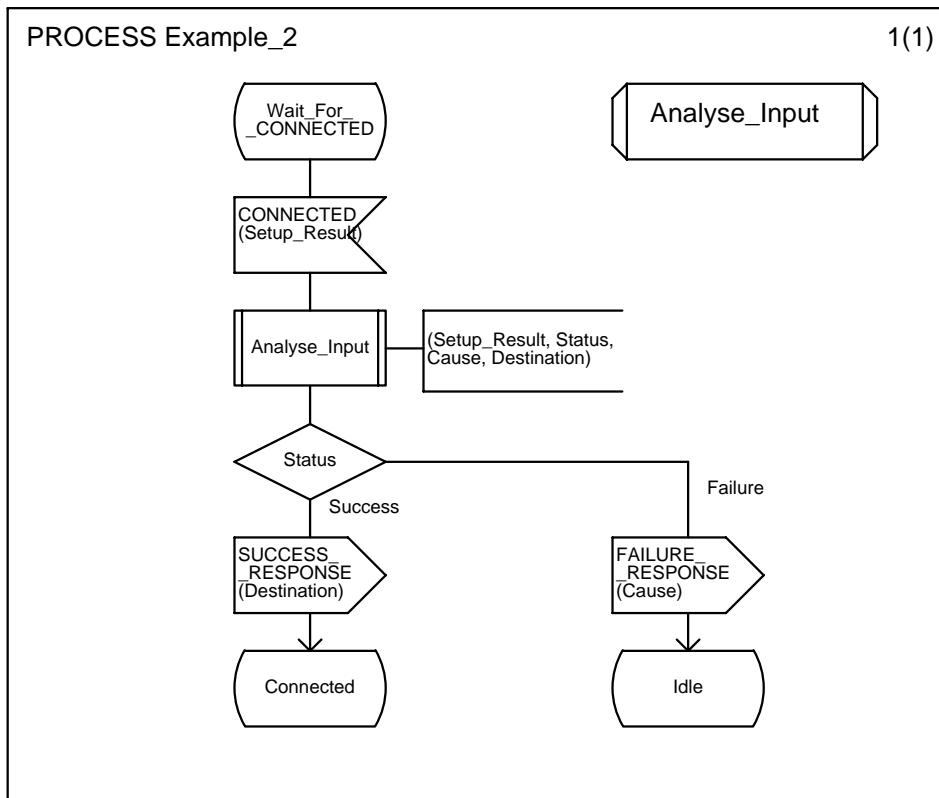 PROCESS Example_2
1(1)
Wait_For_
_CONNECTED
Analyse_Input
CONNECTED
(Setup_Result)
Analyse_Input
(Setup_Result, Status,
Cause, Destination)
Status
Success
Failure
SUCCESS_
_RESPONSE
(Destination)
FAILURE_
_RESPONSE
(Cause)
Connected
Idle